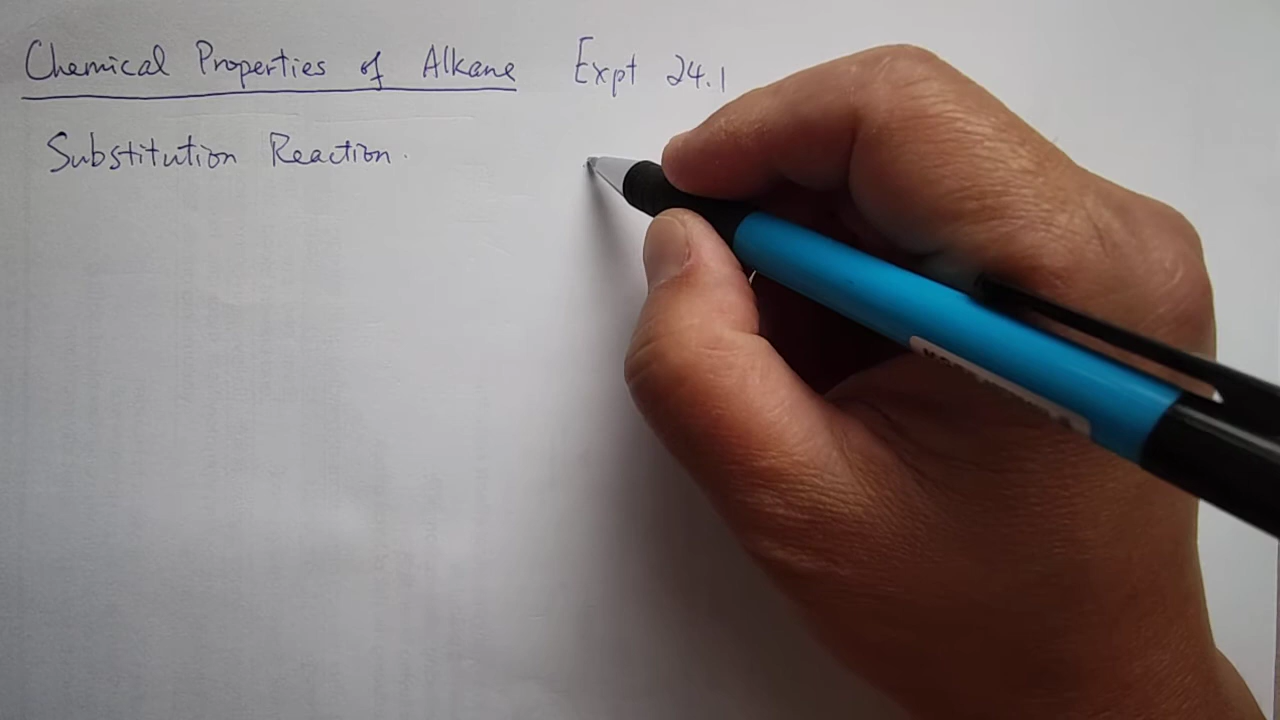 Chemical Properties of Alkane Expt 24.1
Substitution Reaction.